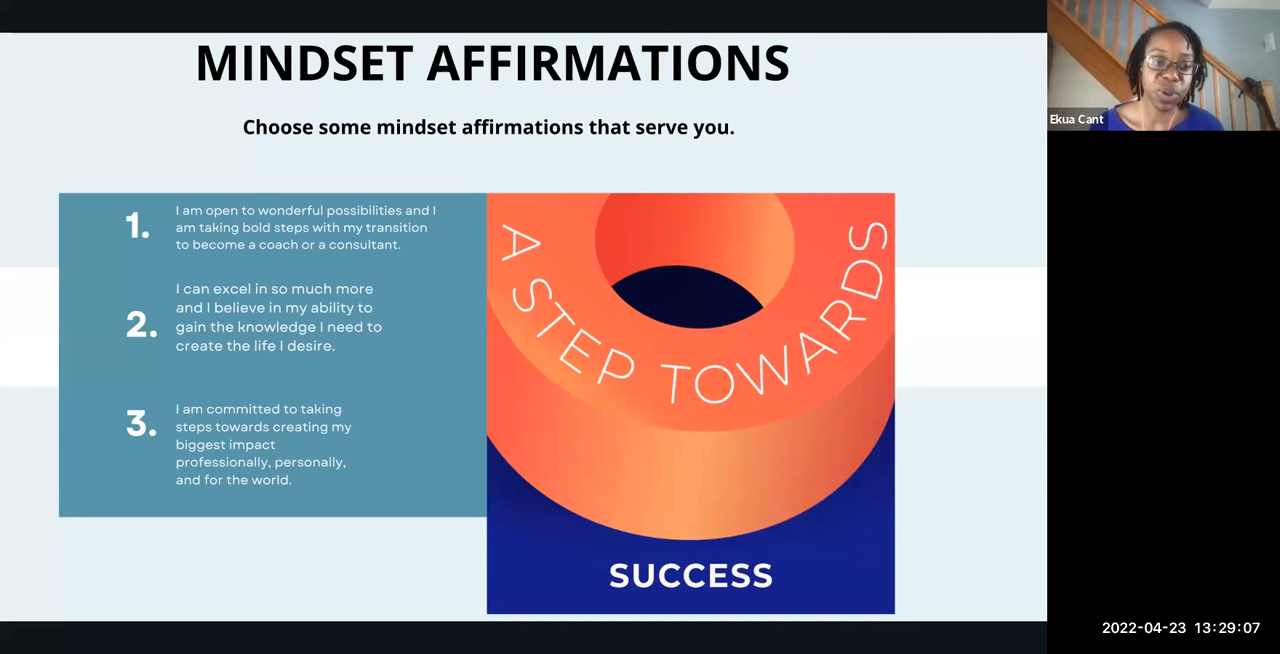 MINDSET AFFIRMATIONS
Choose some mindset affirmations that serve you.
1.
I am open to wonderful possibilities and I
am taking bold steps with my transition
to become a coach or a consultant.
2.
I can excel in so much more
and I believe in my ability to
gain the knowledge I need to
create the life I desire.
3.
I am committed to taking
steps towards creating my
biggest impact
professionally, personally,
and for the world.
A STEP TOWARDS
SUCCESS
Ekua Cant
2022-04-23 13:29:07